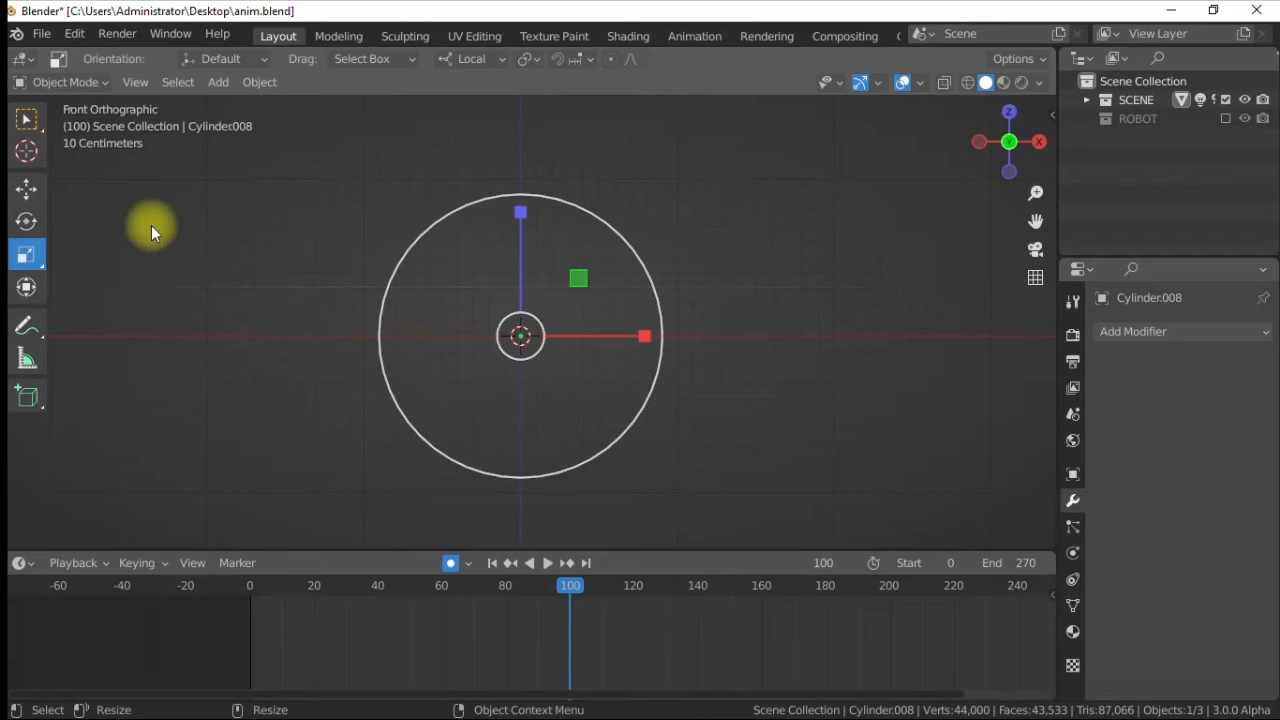 Blender* [C:\Users\Administrator\Desktop\anim.blend]
File Edit Render Window Help Layout Modeling Sculpting UV Editing Texture Paint Shading Animation Rendering Compositing Scene View Layer
Orientation: Default Drag: Select Box Local Options
Object Mode View Select Add Object
Scene Collection
SCENE
ROBOT
Front Orthographic
(100) Scene Collection | Cylinder.008
10 Centimeters
Z
X
Y
Cylinder.008
Add Modifier
Playback Keying View Marker 100 Start 0 End 270
-60 -40 -20 0 20 40 60 80 100 120 140 160 180 200 220 240
Select Resize Resize Object Context Menu Scene Collection | Cylinder.008 | Verts:44,000 | Faces:43,533 | Tris:87,066 | Objects:1/3 | 3.0.0 Alpha